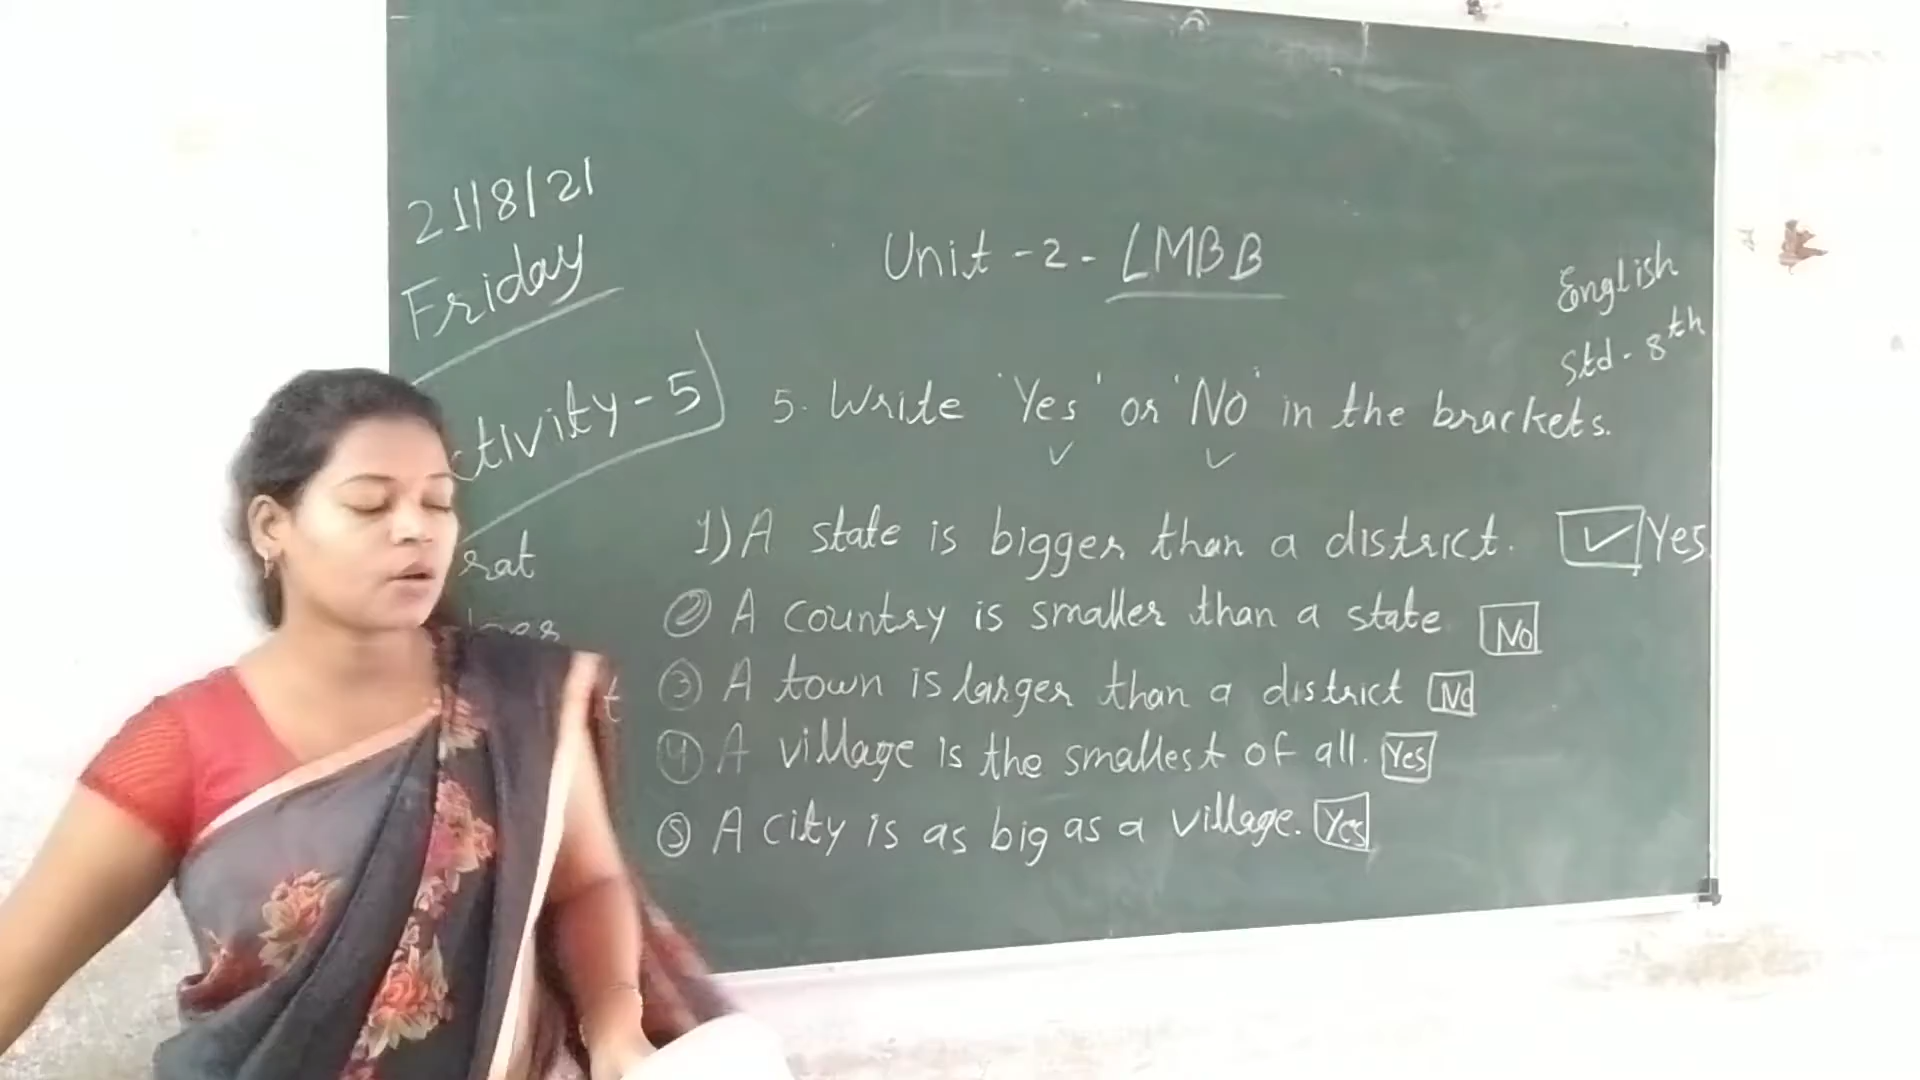 21/8/21
Friday
ctivity-5
rat
t
Unit-2-LMBB
English
Std-8th
5. Write 'Yes' or 'No' in the brackets.
1) A state is bigger than a district. Yes
2 A country is smaller than a state No
3 A town is larger than a district No
4 A village is the smallest of all. Yes
5 A city is as big as a village. Yes